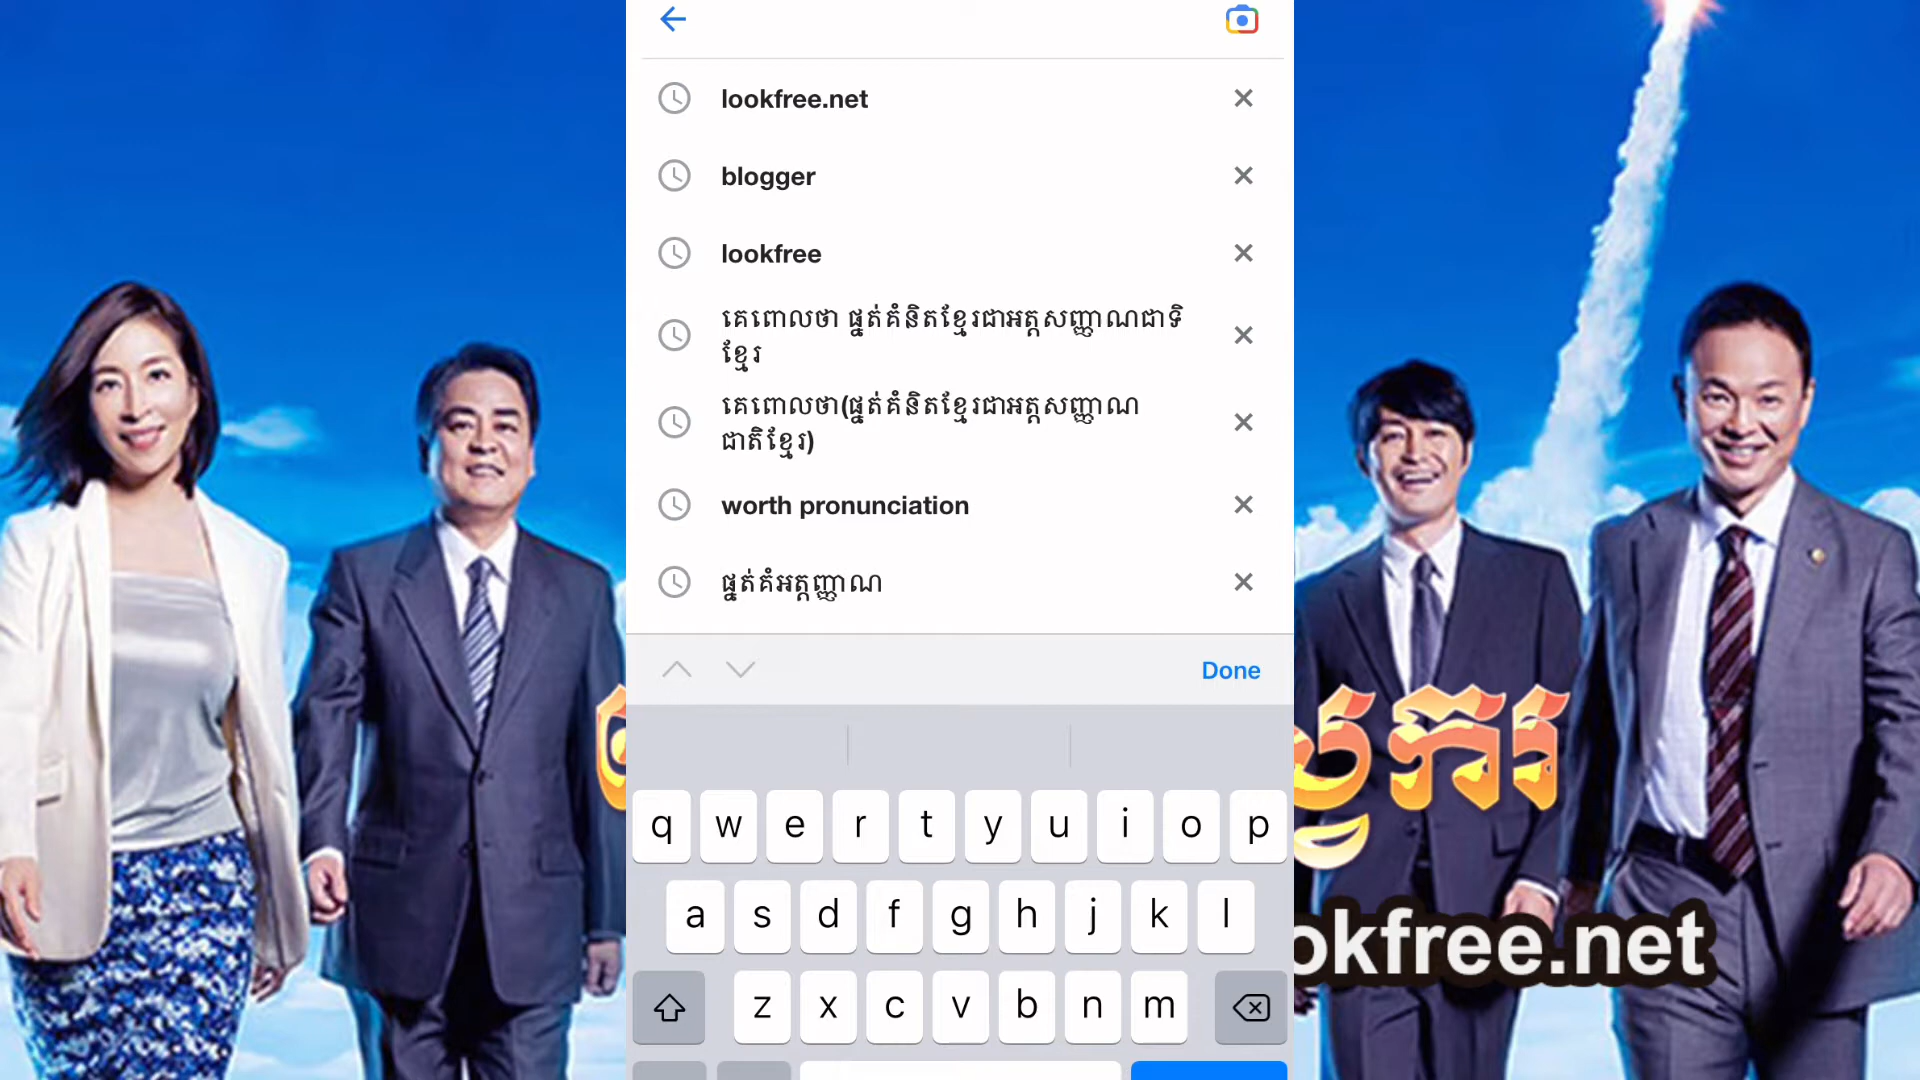 lookfree.net
blogger
lookfree
គេពោលថា ផ្នត់គំនិតខ្មែរជាអត្តសញ្ញាណជាទិ
ខ្មែរ
គេពោលថា(ផ្នត់គំនិតខ្មែរជាអត្តសញ្ញាណ
ជាតិខ្មែរ)
worth pronunciation
ផ្នត់គំអត្តញ្ញាណ
Done
q w e r t y u i o p
a s d f g h j k l
z x c v b n m
okfree.net